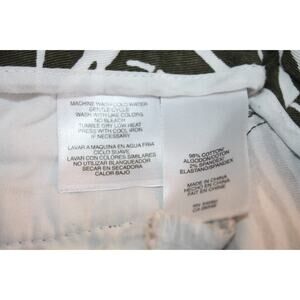 MACHINE WASH COLD WATER
GENTLE CYCLE
WASH WITH LIKE COLORS
NO BLEACH
TUMBLE DRY LOW HEAT
PRESS WITH COOL IRON
IF NECESSARY
LAVAR A MAQUINA EN AGUA FRIA
CICLO SUAVE
LAVAR CON COLORES SIMILARES
NO UTILIZAR BLANQUEADOR
SECAR EN SECADORA
CALOR BAJO
98% COTTON/
ALGODON/COTON
2% SPANDEX/
ELASTANO/SPANDEX
MADE IN CHINA
HECHO EN CHINA
FAIT EN CHINE